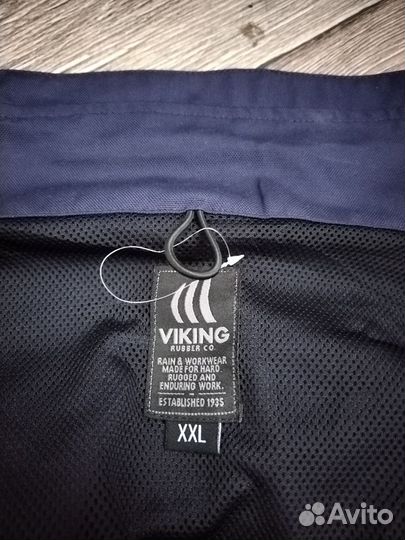 VIKING
RUBBER CO.
RAIN & WORKWEAR
MADE FOR HARD
RUGGED AND
ENDURING WORK.
ESTABLISHED 1935
XXL
Avito